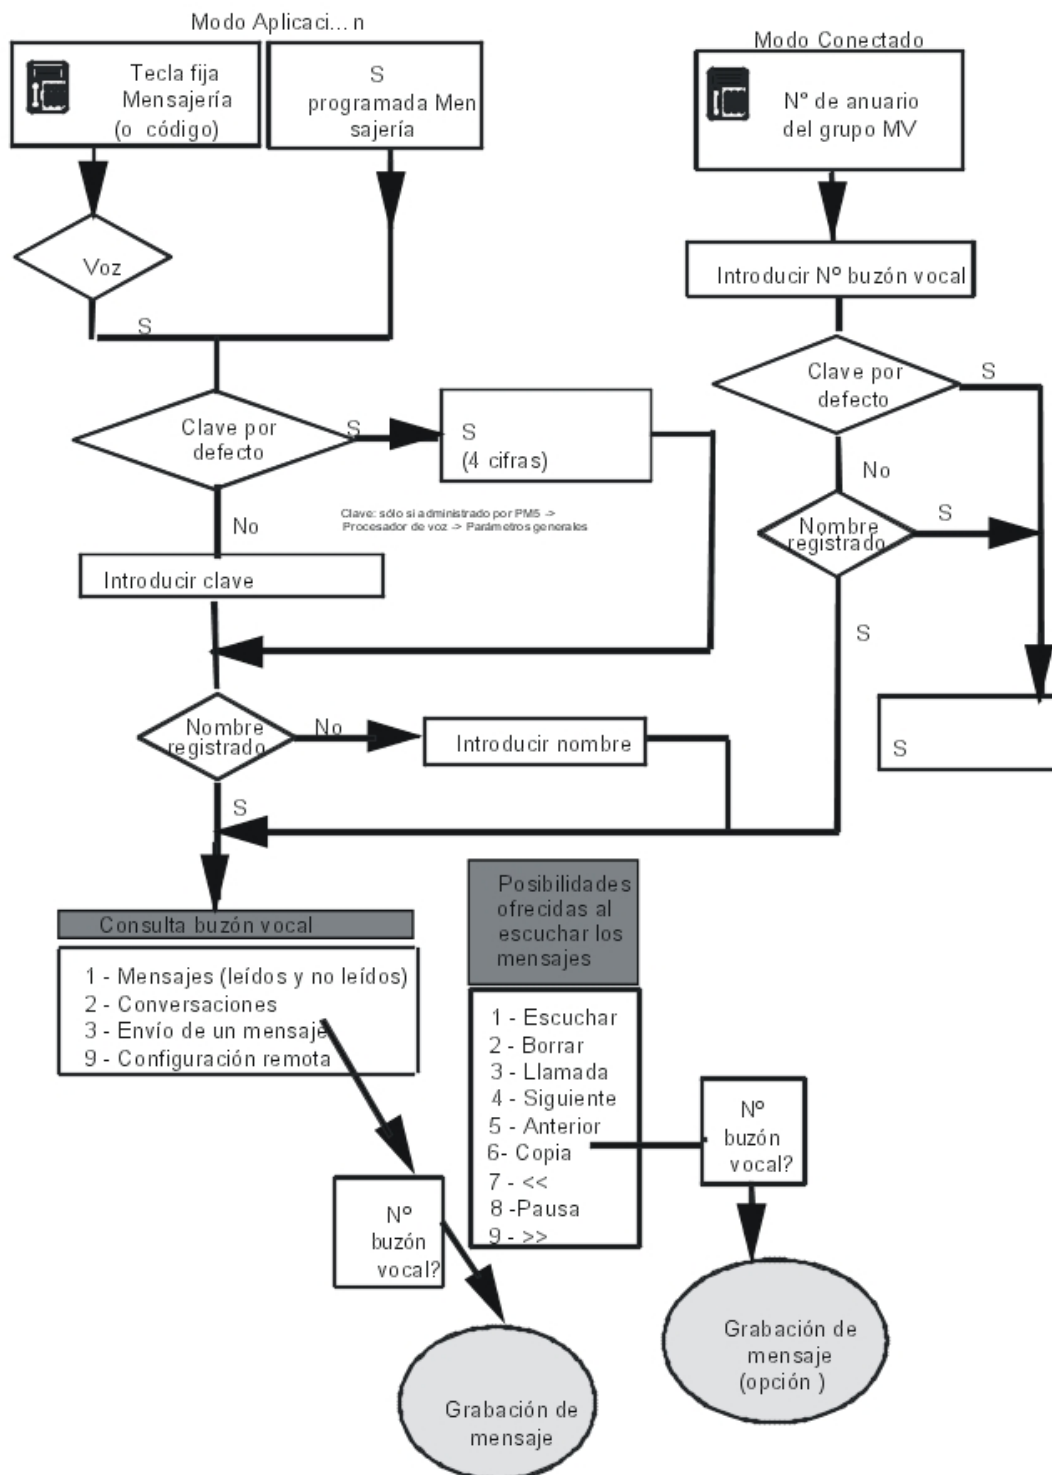 Modo Aplicaci...n
Tecla fija
Mensajería
(o código)
S
programada Men
sajería
Voz
S
Clave por
defecto
S
S
(4 cifras)
No
Clave: sólo si administrado por PM5 ->
Procesador de voz -> Parámetros generales
Introducir clave
Nombre
registrado
No
Introducir nombre
S
Modo Conectado
Nº de anuario
del grupo MV
Introducir Nº buzón vocal
Clave por
defecto
S
No
Nombre
registrado
S
S
S
Consulta buzón vocal
1 - Mensajes (leídos y no leídos)
2 - Conversaciones
3 - Envío de un mensaje
9 - Configuración remota
Nº
buzón
vocal?
Grabación de
mensaje
Posibilidades
ofrecidas al
escuchar los
mensajes
1 - Escuchar
2 - Borrar
3 - Llamada
4 - Siguiente
5 - Anterior
6- Copia
7 - <<
8 -Pausa
9 - >>
Nº
buzón
vocal?
Grabación de
mensaje
(opción )